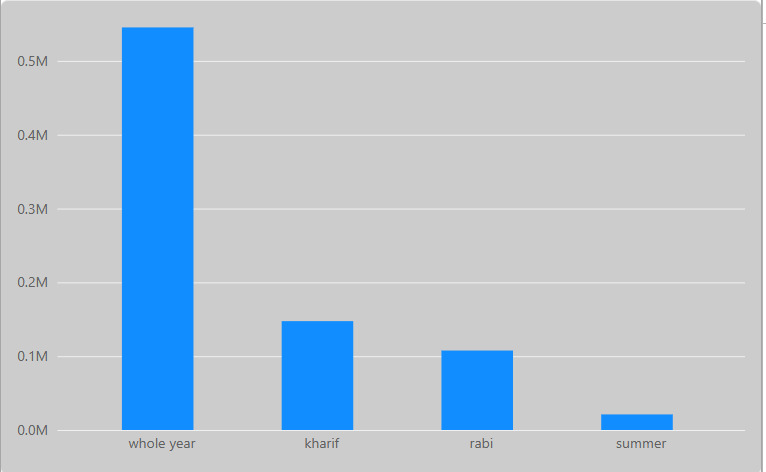 0.5M
0.4M
0.3M
0.2M
0.1M
0.0M
whole year kharif rabi summer